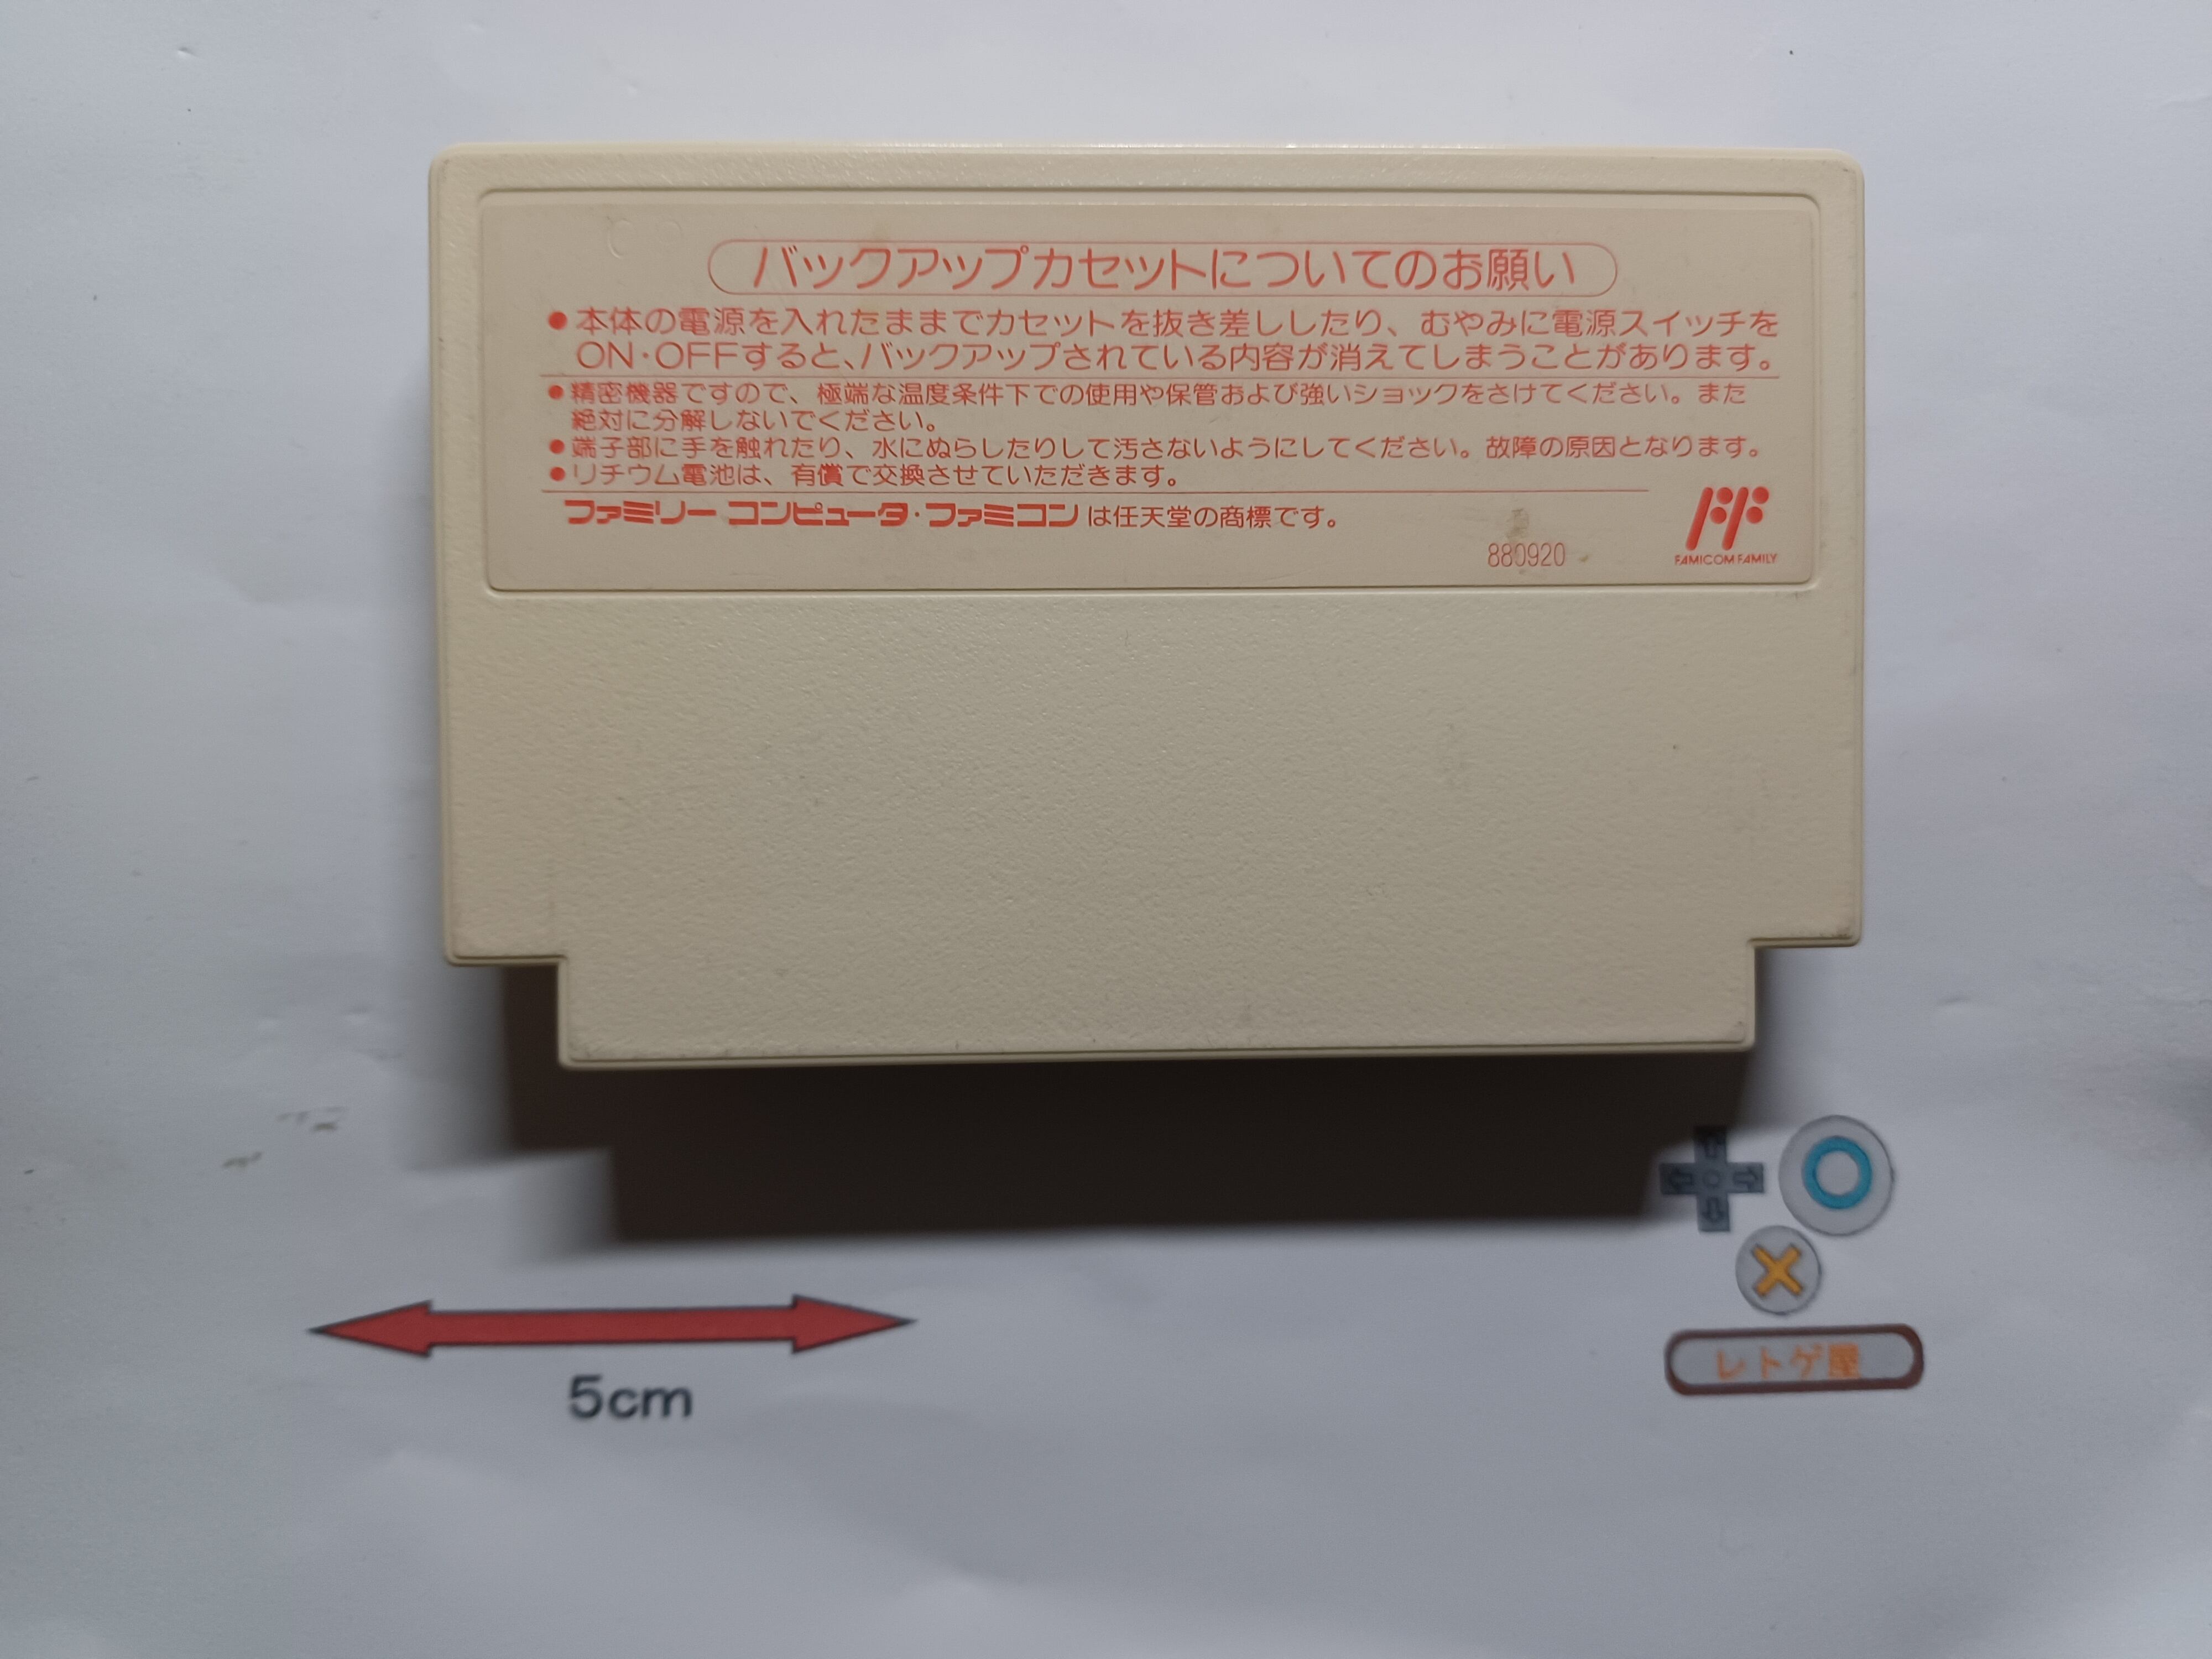 バックアップカセットについてのお願い
●本体の電源を入れたままでカセットを抜き差ししたり、むやみに電源スイッチを
ON・OFFすると、バックアップされている内容が消えてしまうことがあります。
●精密機器ですので、極端な温度条件下での使用や保管および強いショックをさけてください。また
絶対に分解しないでください。
●端子部に手を触れたり、水にぬらしたりして汚さないようにしてください。故障の原因となります。
●リチウム電池は、有償で交換させていただきます。
ファミリー コンピュータ・ファミコンは任天堂の商標です。
880920
FAMICOM FAMILY
5cm
レトゲ屋